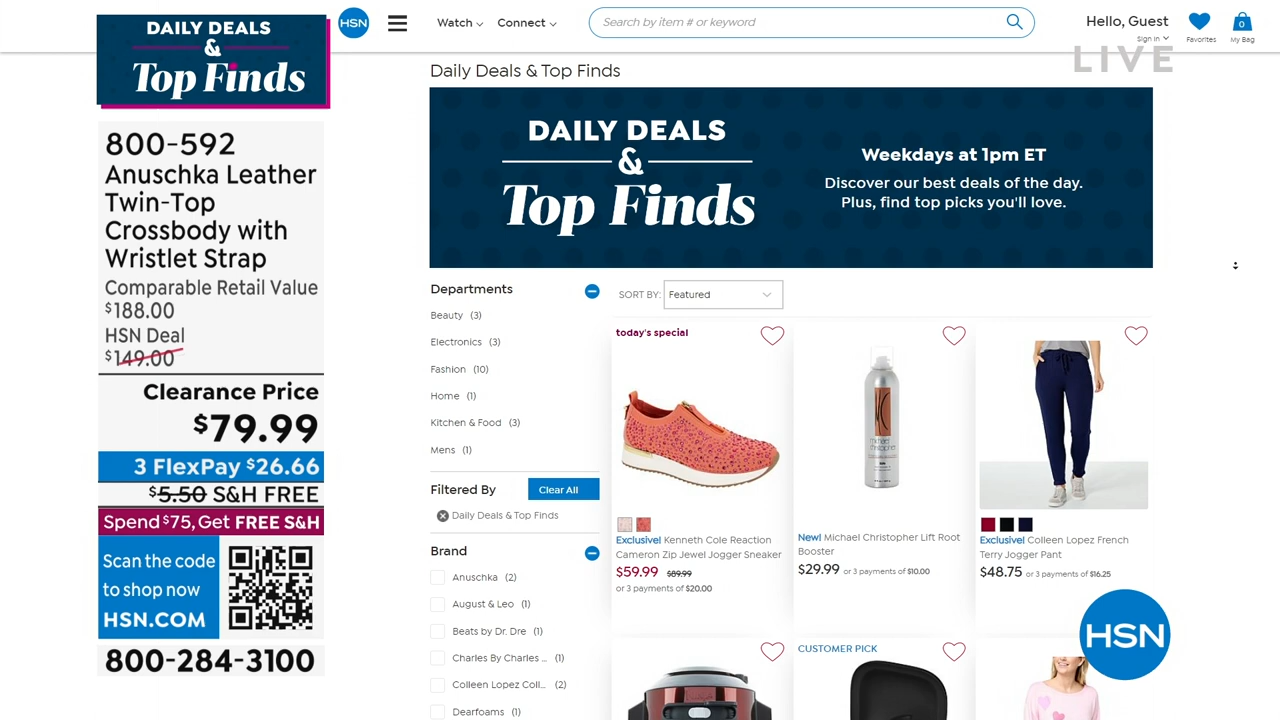 DAILY DEALS
&
Top Finds
800-592
Anuschka Leather
Twin-Top
Crossbody with
Wristlet Strap
Comparable Retail Value
$188.00
HSN Deal
$149.00
Clearance Price
$79.99
3 FlexPay $26.66
$5.50 S&H FREE
Spend $75, Get FREE S&H
Scan the code
to shop now
HSN.COM
800-284-3100
HSN
Watch
Connect
Search by item # or keyword
Hello, Guest
Sign In
Favorites
0
My Bag
LIVE
Daily Deals & Top Finds
DAILY DEALS
&
Top Finds
Weekdays at 1pm ET
Discover our best deals of the day.
Plus, find top picks you'll love.
Departments
Beauty (3)
Electronics (3)
Fashion (10)
Home (1)
Kitchen & Food (3)
Mens (1)
Filtered By
Clear All
Daily Deals & Top Finds
Brand
Anuschka (2)
August & Leo (1)
Beats by Dr. Dre (1)
Charles By Charles ... (1)
Colleen Lopez Coll... (2)
Dearfoams (1)
SORT BY: Featured
today's special
Exclusive! Kenneth Cole Reaction
Cameron Zip Jewel Jogger Sneaker
$59.99 $89.99
or 3 payments of $20.00
michael
christopher
New! Michael Christopher Lift Root
Booster
$29.99 or 3 payments of $10.00
Exclusive! Colleen Lopez French
Terry Jogger Pant
$48.75 or 3 payments of $16.25
CUSTOMER PICK
HSN